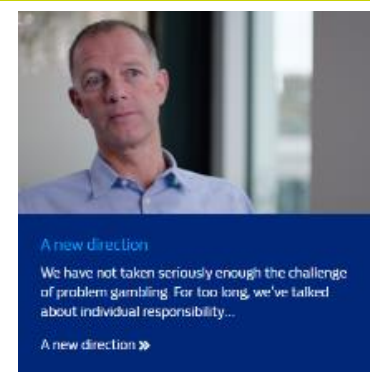 A new direction
We have not taken seriously enough the challenge
of problem gambling. For too long, we've talked
about individual responsibility...
A new direction »